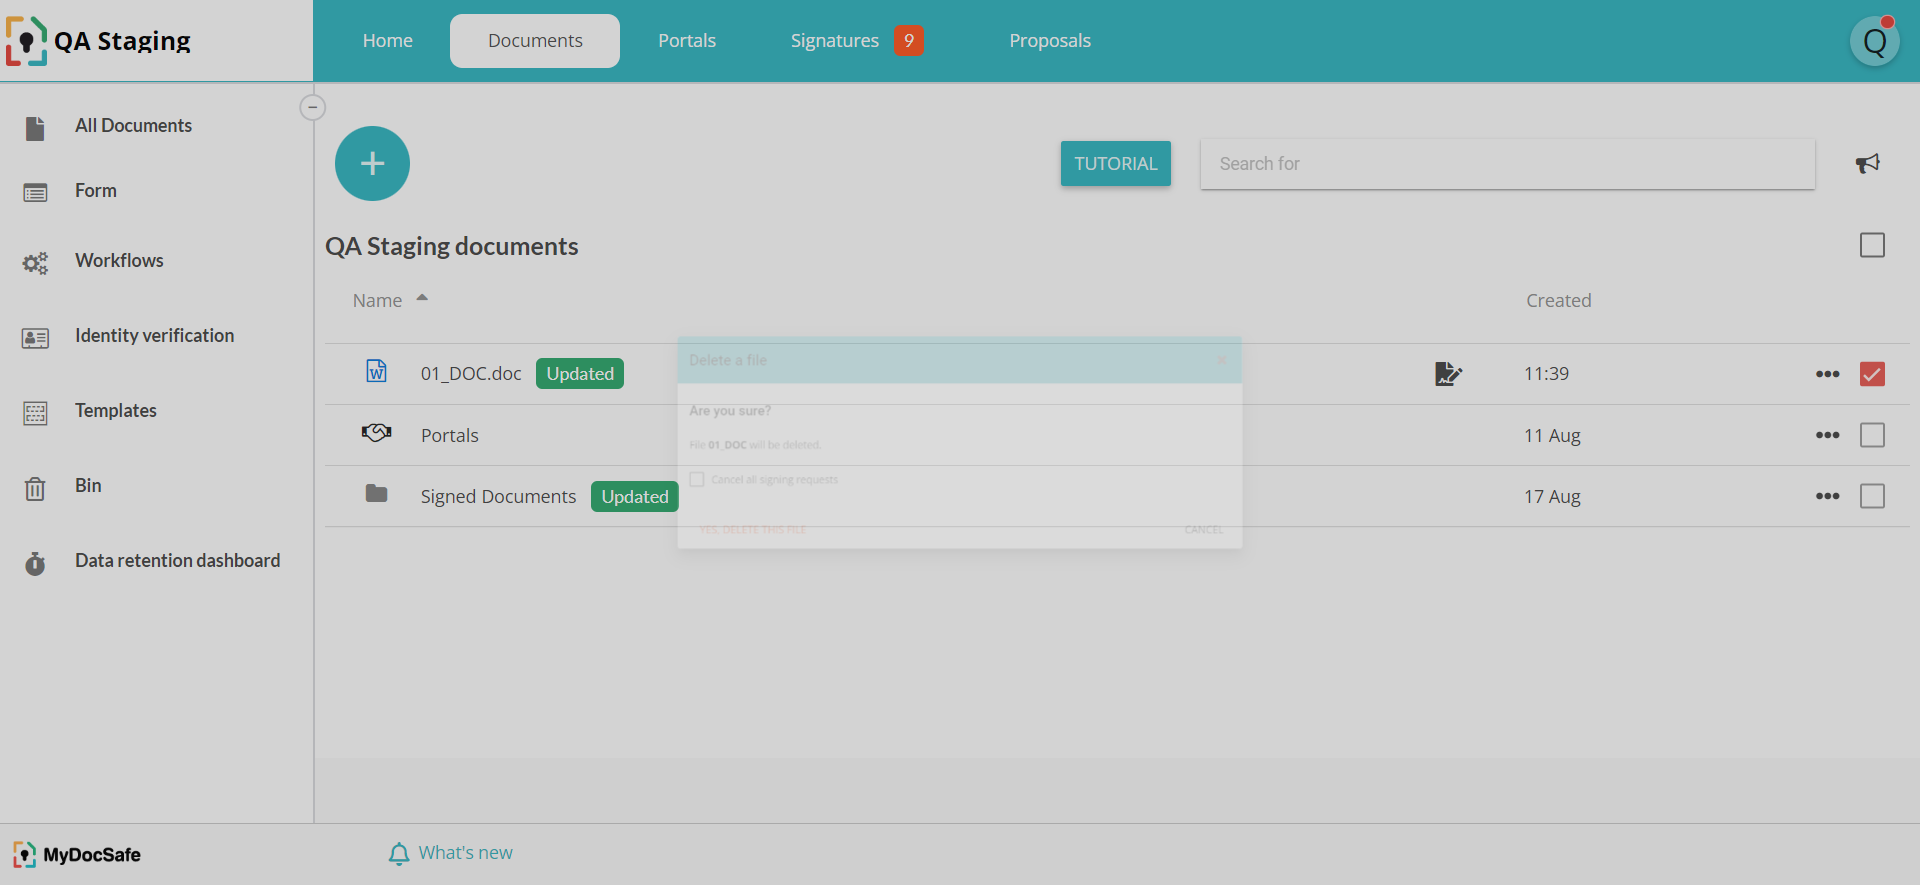 QA Staging
Home
Documents
Portals
Signatures 9
Proposals
Q
All Documents
Form
Workflows
Identity verification
Templates
Bin
Data retention dashboard
TUTORIAL
Search for
QA Staging documents
Name
Created
01_DOC.doc Updated
11:39
Portals
11 Aug
Signed Documents Updated
17 Aug
Delete a file
Are you sure?
File 01_DOC will be deleted.
Cancel all signing requests
YES, DELETE THIS FILE
CANCEL
MyDocSafe
What's new